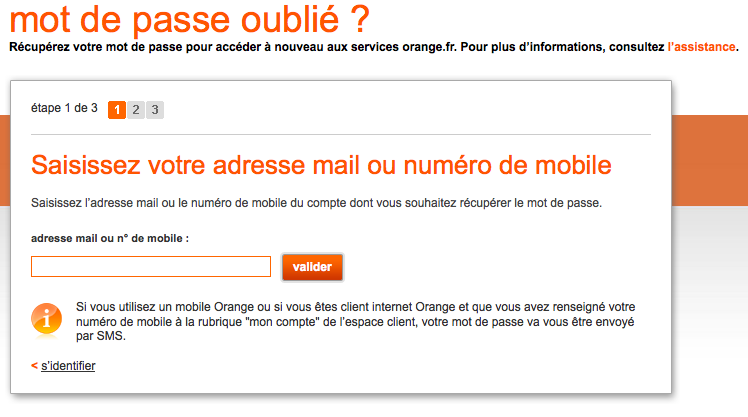 mot de passe oublié ?
Récupérez votre mot de passe pour accéder à nouveau aux services orange.fr. Pour plus d'informations, consultez l'assistance.
étape 1 de 3 1 2 3
Saisissez votre adresse mail ou numéro de mobile
Saisissez l'adresse mail ou le numéro de mobile du compte dont vous souhaitez récupérer le mot de passe.
adresse mail ou n° de mobile :
valider
i Si vous utilisez un mobile Orange ou si vous êtes client internet Orange et que vous avez renseigné votre
numéro de mobile à la rubrique "mon compte" de l'espace client, votre mot de passe va vous être envoyé
par SMS.
< s'identifier